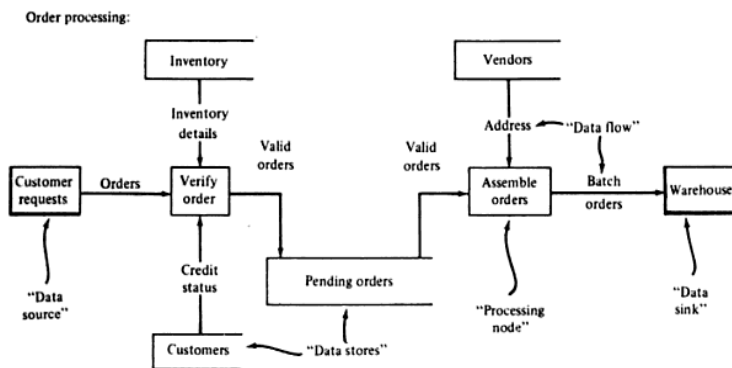 Order processing:
Inventory
Vendors
Inventory
details
Address
"Data flow"
Valid
orders
Valid
orders
Customer
requests
Orders
Verify
order
Assemble
orders
Batch
orders
Warehouse
Credit
status
Pending orders
"Data
source"
"Processing
node"
"Data
sink"
Customers
"Data stores"